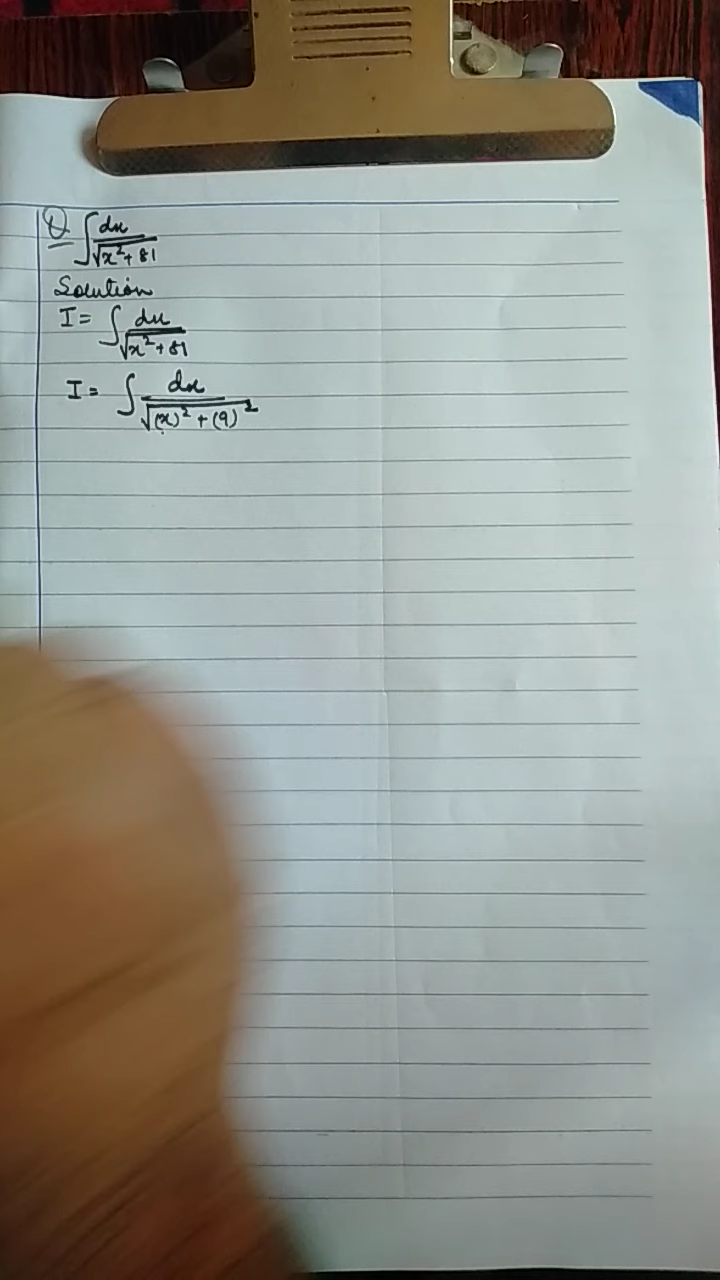 Q ∫ dx / √x²+81
Solution
I = ∫ dx / √x²+81
I = ∫ dx / √(x)²+(9)²